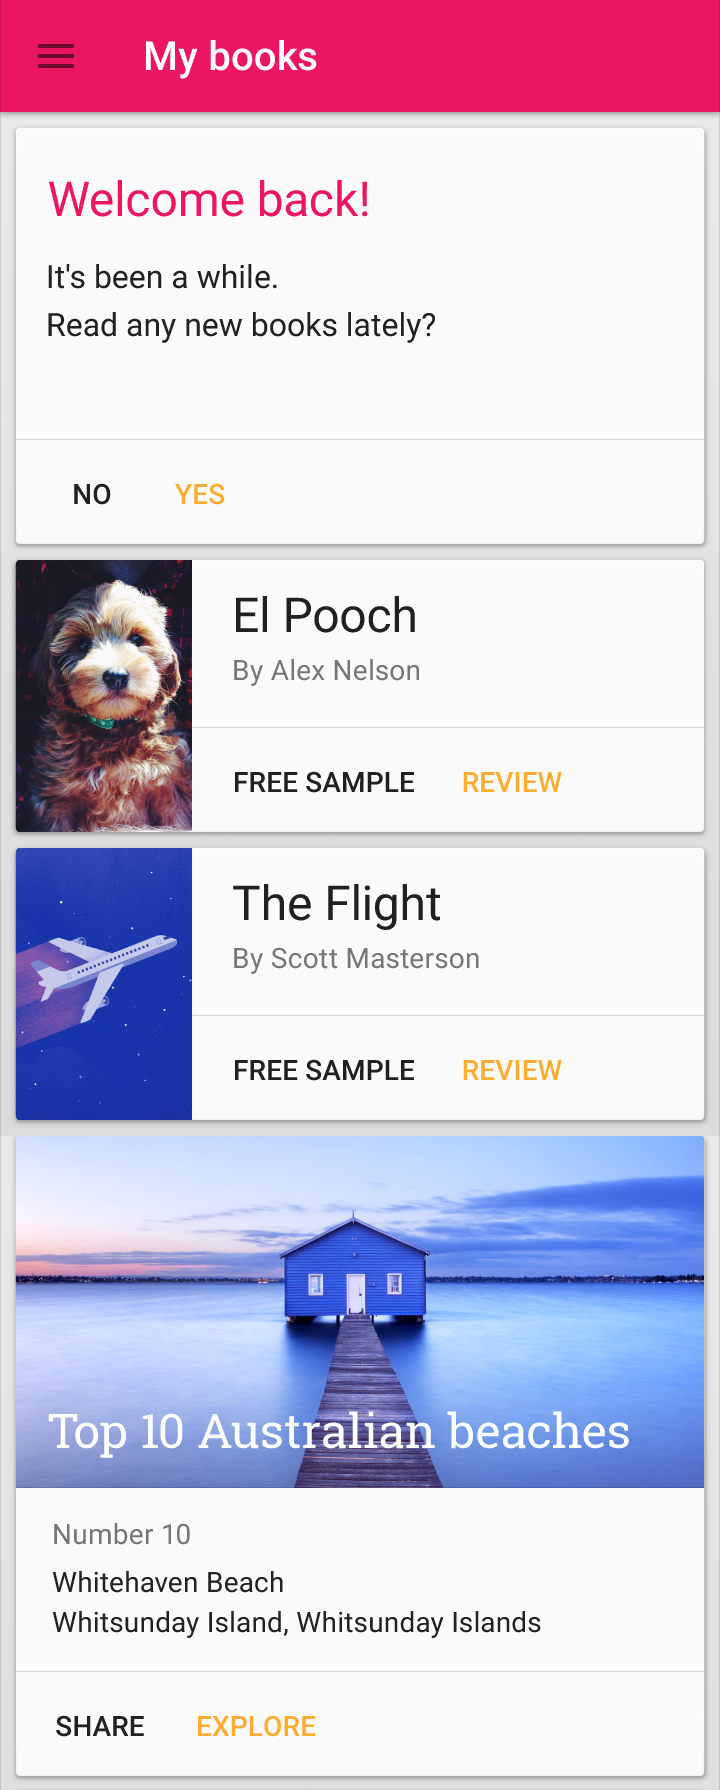 My books
Welcome back!
It's been a while.
Read any new books lately?
NO YES
El Pooch
By Alex Nelson
FREE SAMPLE REVIEW
The Flight
By Scott Masterson
FREE SAMPLE REVIEW
Top 10 Australian beaches
Number 10
Whitehaven Beach
Whitsunday Island, Whitsunday Islands
SHARE EXPLORE